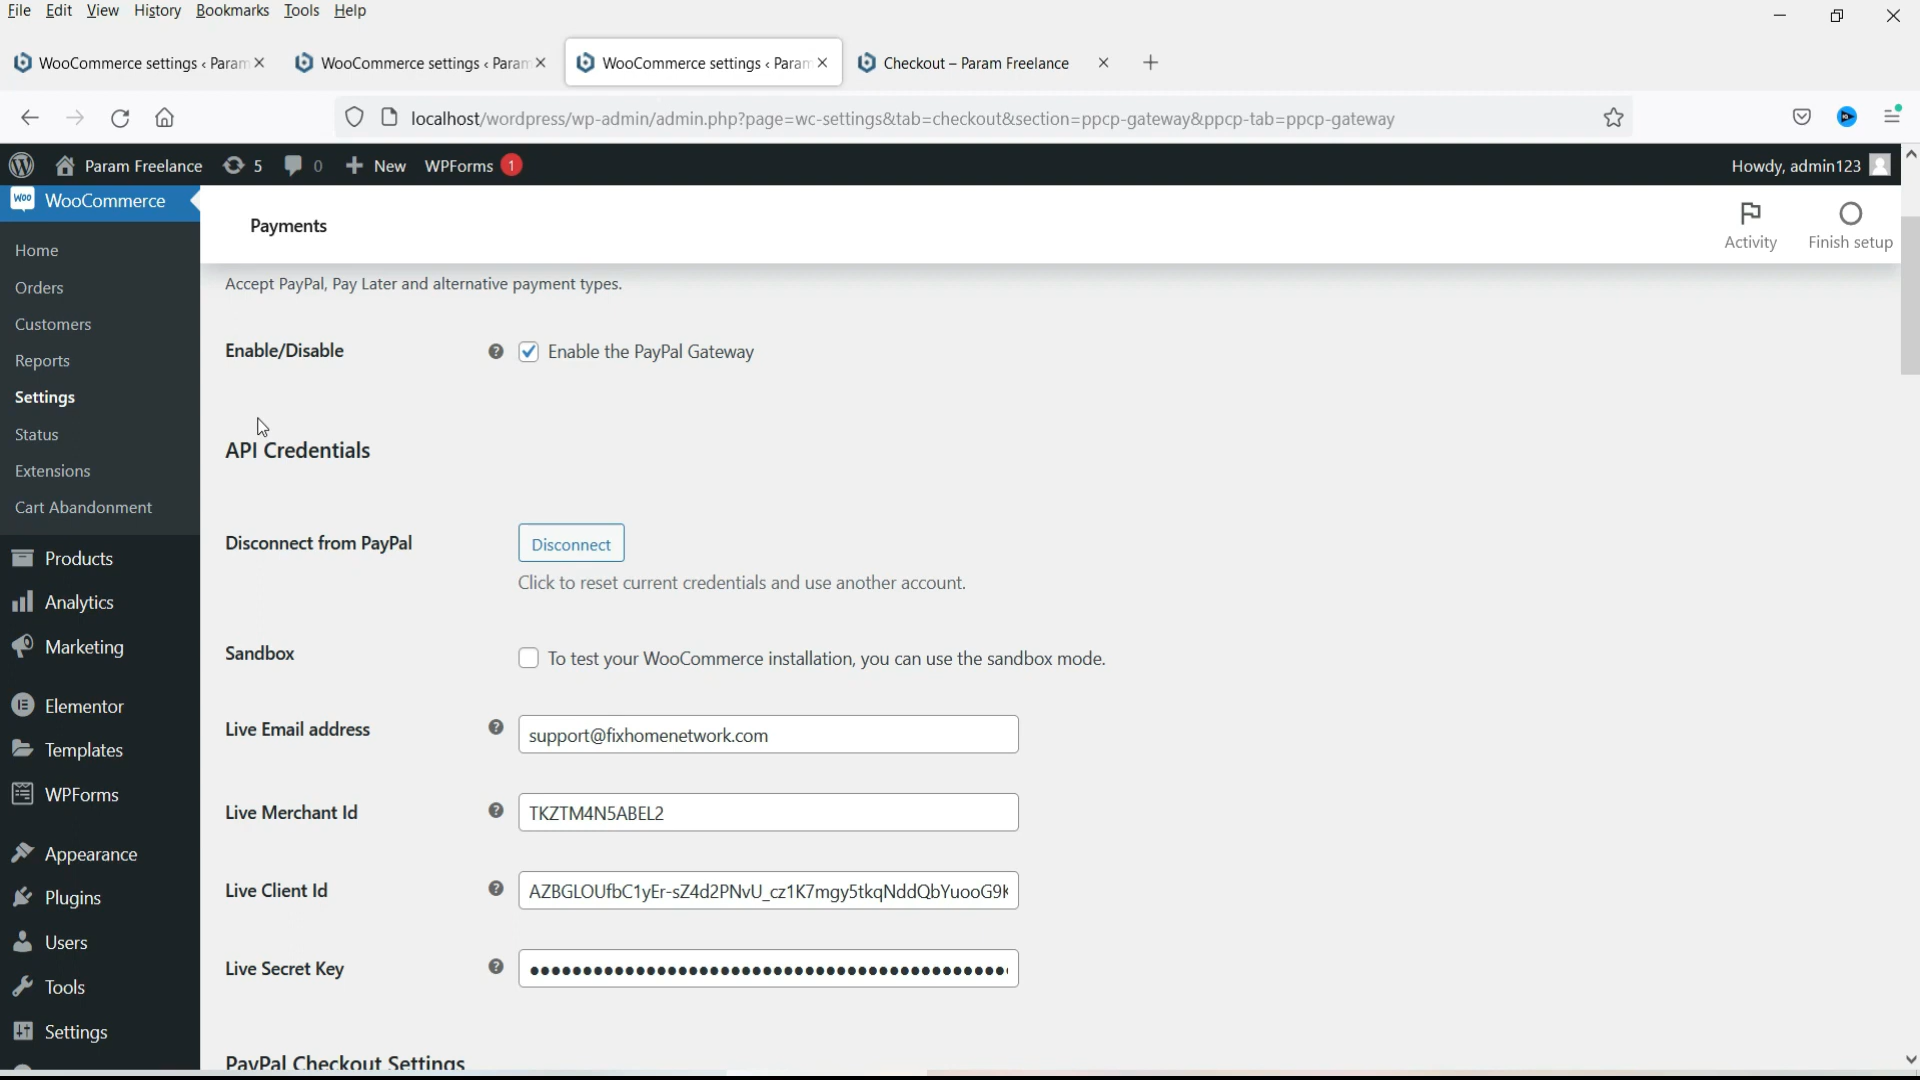 File Edit View History Bookmarks Tools Help
WooCommerce settings ‹ Param
WooCommerce settings ‹ Param
WooCommerce settings ‹ Param
Checkout – Param Freelance
localhost/wordpress/wp-admin/admin.php?page=wc-settings&tab=checkout&section=ppcp-gateway&ppcp-tab=ppcp-gateway
Param Freelance 5 0 New WPForms 1 Howdy, admin123
WooCommerce
Home
Orders
Customers
Reports
Settings
Status
Extensions
Cart Abandonment
Products
Analytics
Marketing
Elementor
Templates
WPForms
Appearance
Plugins
Users
Tools
Settings
Payments
Activity
Finish setup
Accept PayPal, Pay Later and alternative payment types.
Enable/Disable Enable the PayPal Gateway
API Credentials
Disconnect from PayPal Disconnect
Click to reset current credentials and use another account.
Sandbox To test your WooCommerce installation, you can use the sandbox mode.
Live Email address support@fixhomenetwork.com
Live Merchant Id TKZTM4N5ABEL2
Live Client Id AZBGLOUfbC1yEr-sZ4d2PNvU_cz1K7mgy5tkqNddQbYuooG9K
Live Secret Key
PayPal Checkout Settings